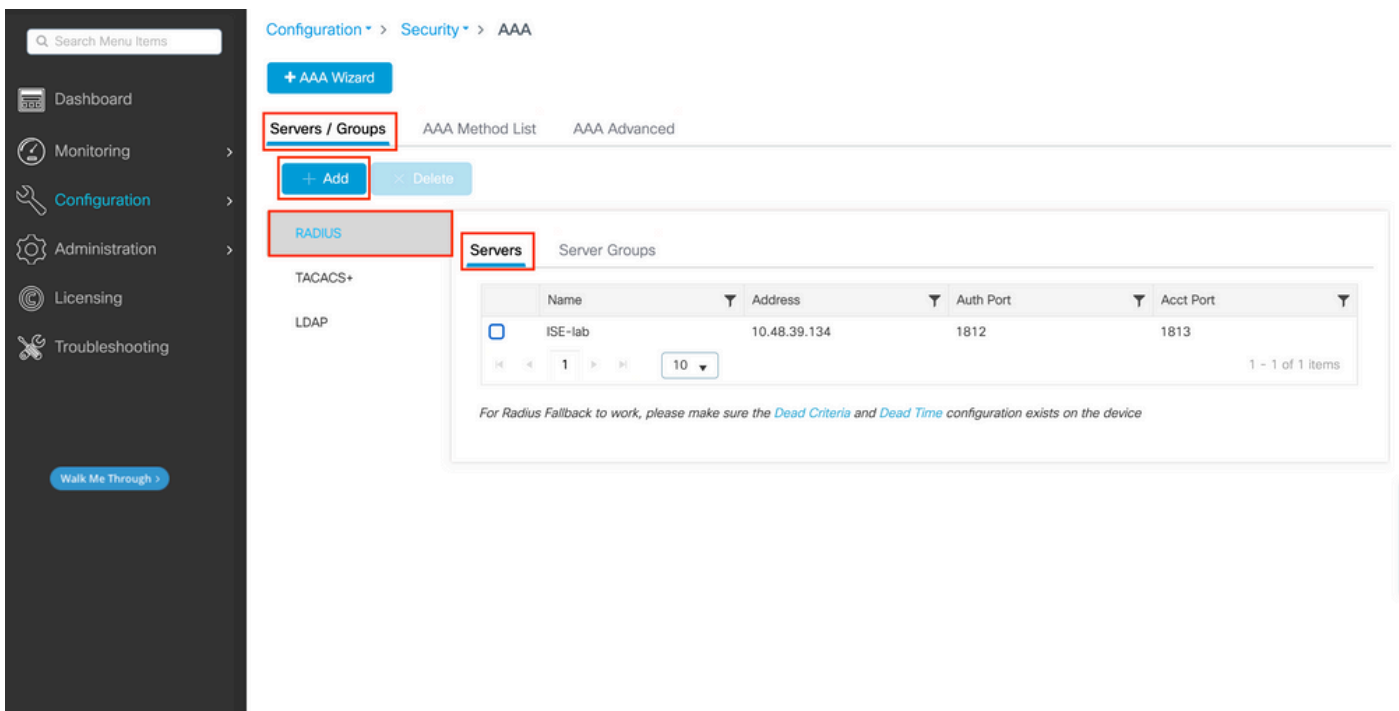 Search Menu Items
Dashboard
Monitoring
Configuration
Administration
Licensing
Troubleshooting
Walk Me Through >
Configuration > Security > AAA
+ AAA Wizard
Servers / Groups AAA Method List AAA Advanced
+ Add × Delete
RADIUS
TACACS+
LDAP
Servers Server Groups
Name Address Auth Port Acct Port
ISE-lab 10.48.39.134 1812 1813
1 10 1 - 1 of 1 items
For Radius Fallback to work, please make sure the Dead Criteria and Dead Time configuration exists on the device